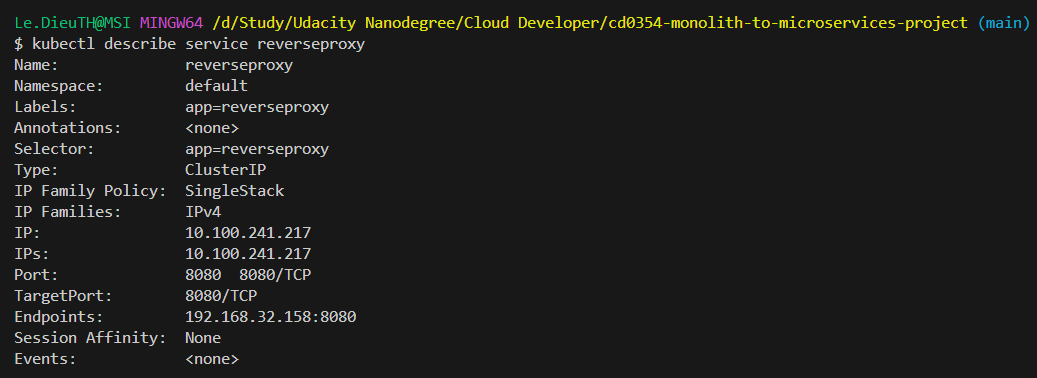 Le.DieuTH@MSI MINGW64 /d/Study/Udacity Nanodegree/Cloud Developer/cd0354-monolith-to-microservices-project (main)
$ kubectl describe service reverseproxy
Name:              reverseproxy
Namespace:         default
Labels:            app=reverseproxy
Annotations:       <none>
Selector:          app=reverseproxy
Type:              ClusterIP
IP Family Policy:  SingleStack
IP Families:       IPv4
IP:                10.100.241.217
IPs:               10.100.241.217
Port:              8080  8080/TCP
TargetPort:        8080/TCP
Endpoints:         192.168.32.158:8080
Session Affinity:  None
Events:            <none>